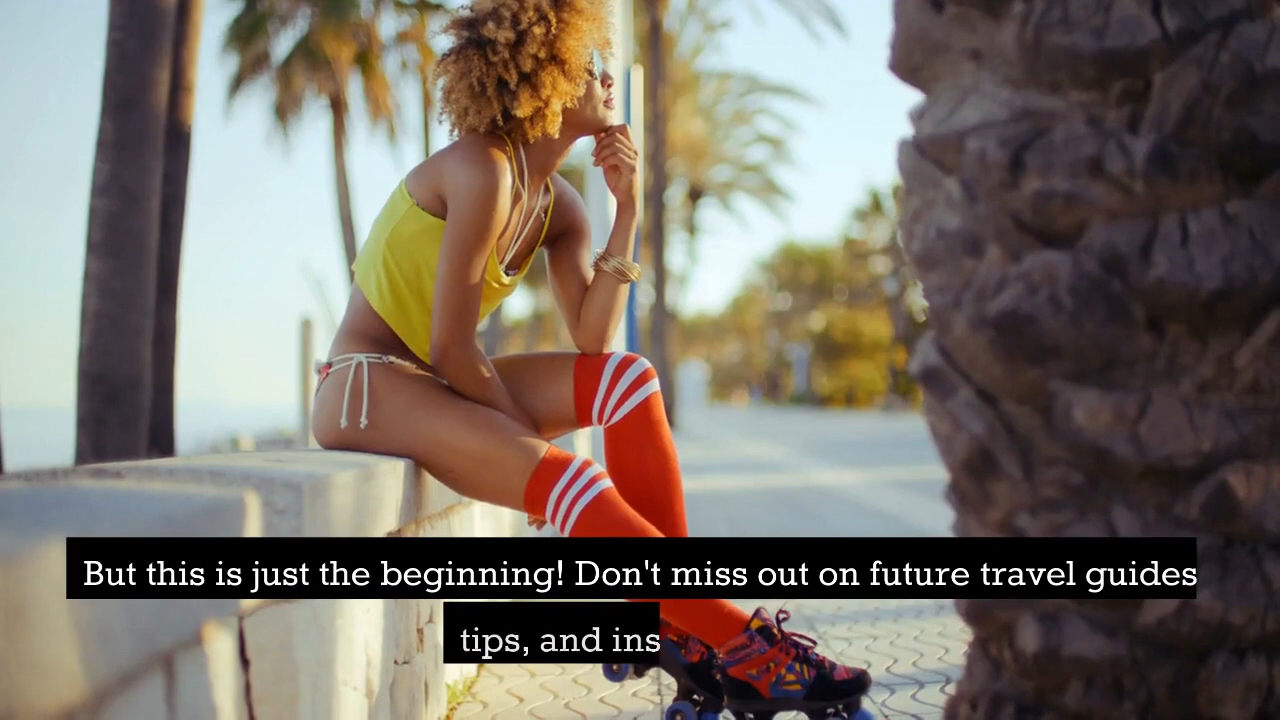 But this is just the beginning! Don't miss out on future travel guides
tips, and ins